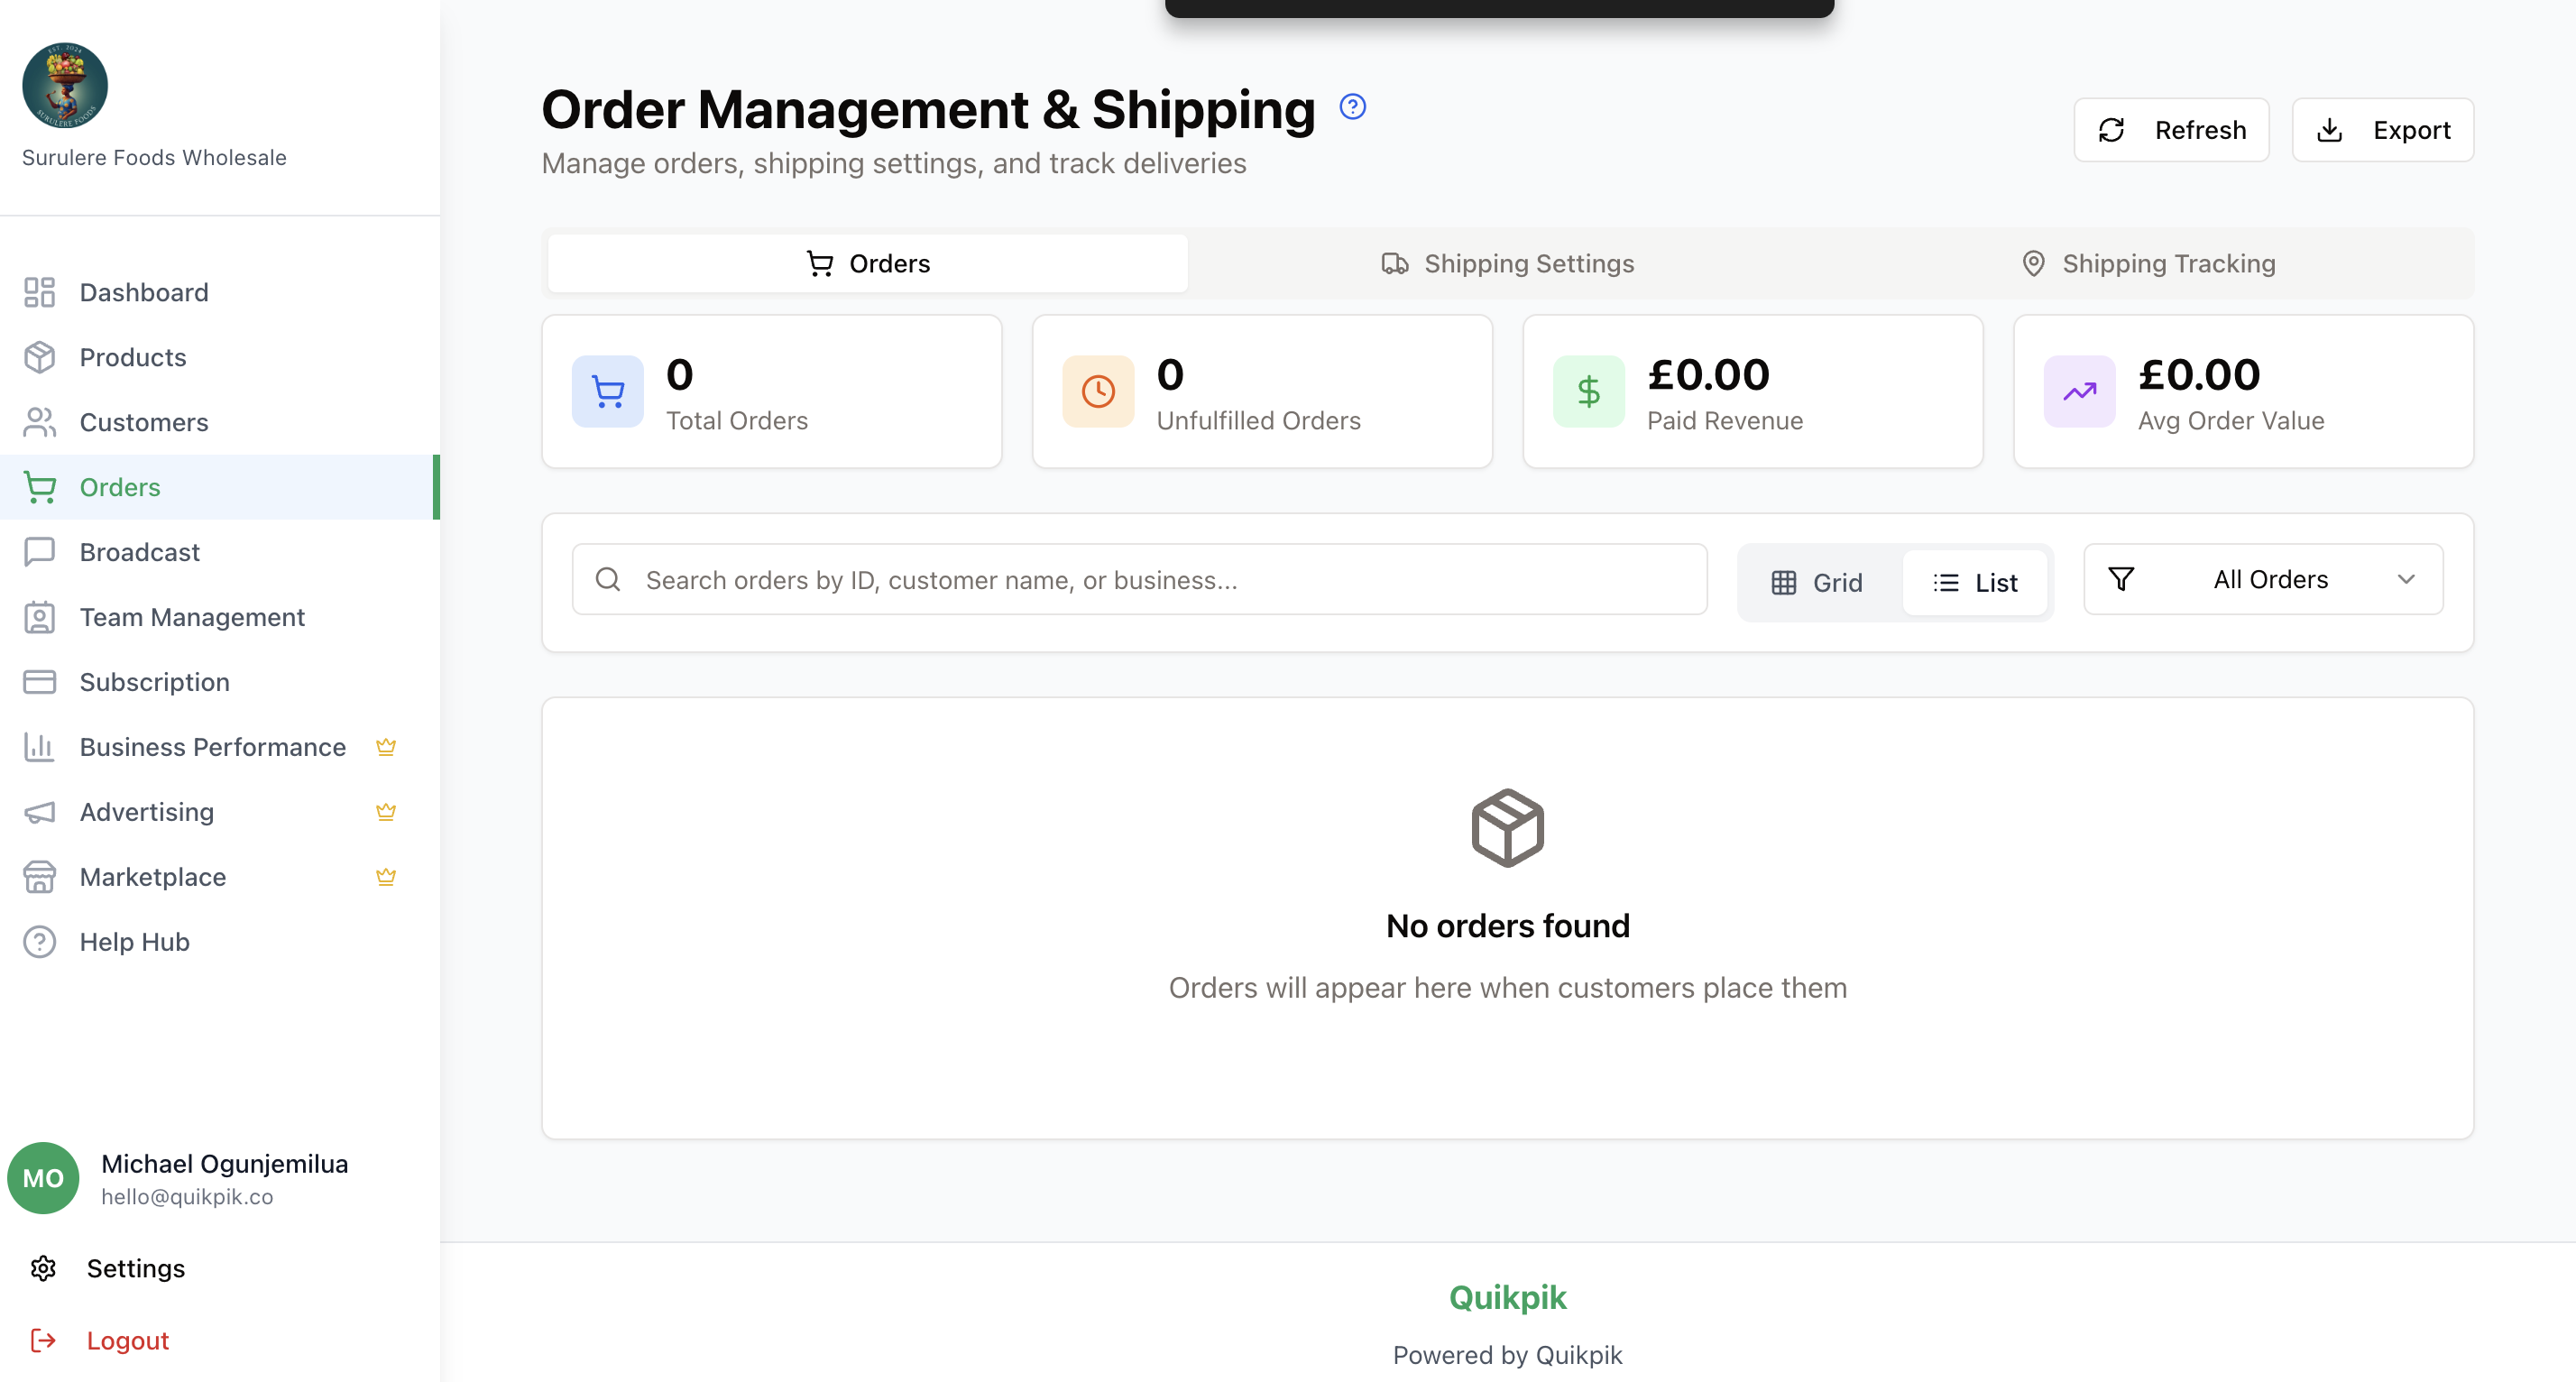 EST. 2024
SURULERE FOODS
Surulere Foods Wholesale
Dashboard
Products
Customers
Orders
Broadcast
Team Management
Subscription
Business Performance
Advertising
Marketplace
Help Hub
MO
Michael Ogunjemilua
hello@quikpik.co
Settings
Logout
Order Management & Shipping
Manage orders, shipping settings, and track deliveries
Refresh
Export
Orders
Shipping Settings
Shipping Tracking
0
Total Orders
0
Unfulfilled Orders
£0.00
Paid Revenue
£0.00
Avg Order Value
Search orders by ID, customer name, or business...
Grid
List
All Orders
No orders found
Orders will appear here when customers place them
Quikpik
Powered by Quikpik